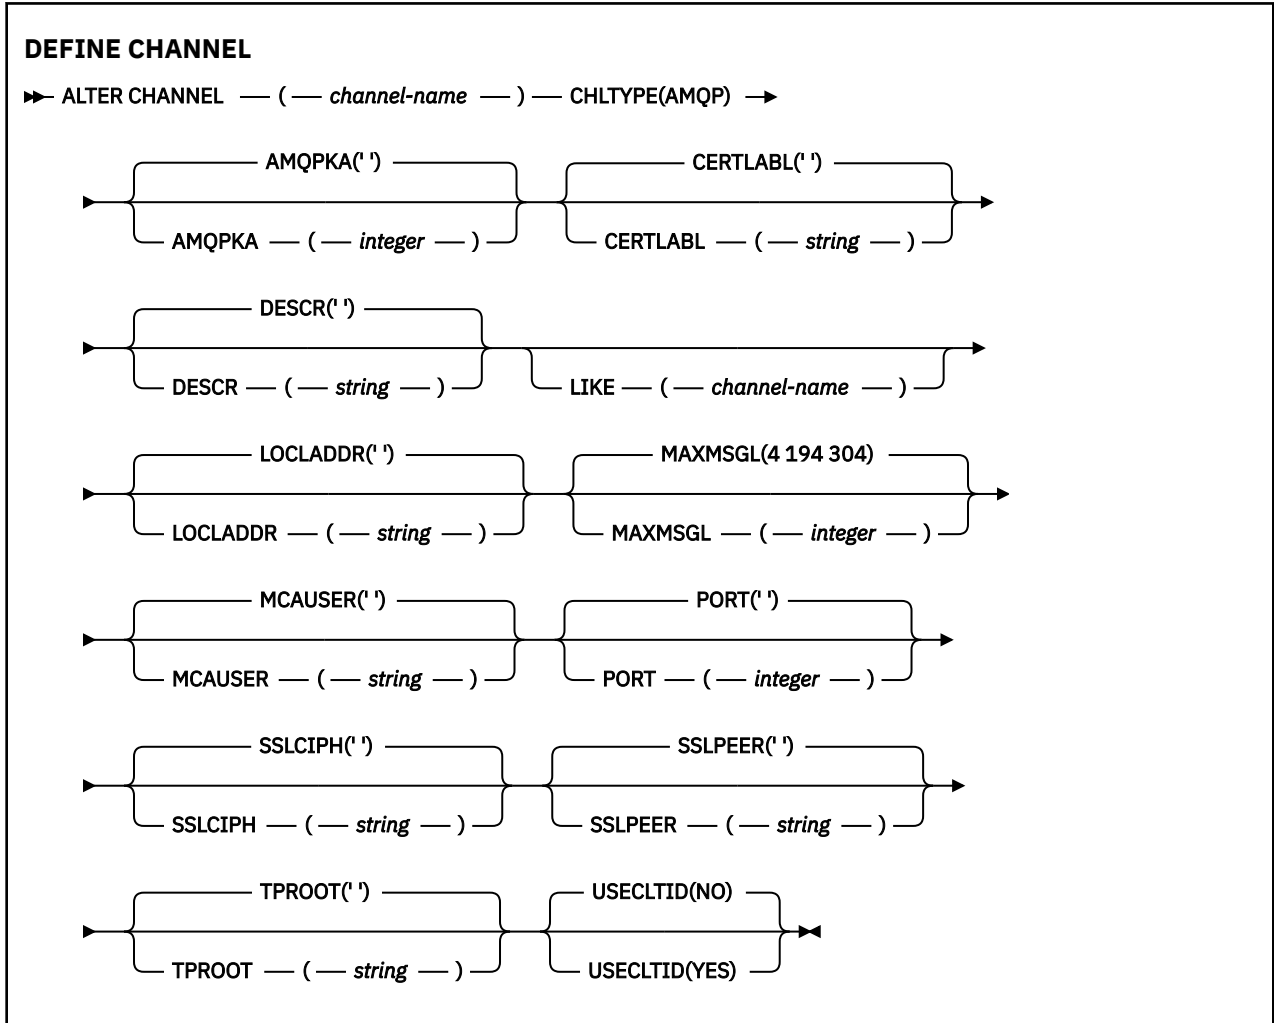 DEFINE CHANNEL
ALTER CHANNEL ( channel-name ) CHLTYPE(AMQP)
AMQPKA(' ') CERTLABL(' ')
AMQPKA ( integer ) CERTLABL ( string )
DESCR(' ')
DESCR ( string ) LIKE ( channel-name )
LOCLADDR(' ') MAXMSGL(4 194 304)
LOCLADDR ( string ) MAXMSGL ( integer )
MCAUSER(' ') PORT(' ')
MCAUSER ( string ) PORT ( integer )
SSLCIPH(' ') SSLPEER(' ')
SSLCIPH ( string ) SSLPEER ( string )
TPROOT(' ') USECLTID(NO)
TPROOT ( string ) USECLTID(YES)